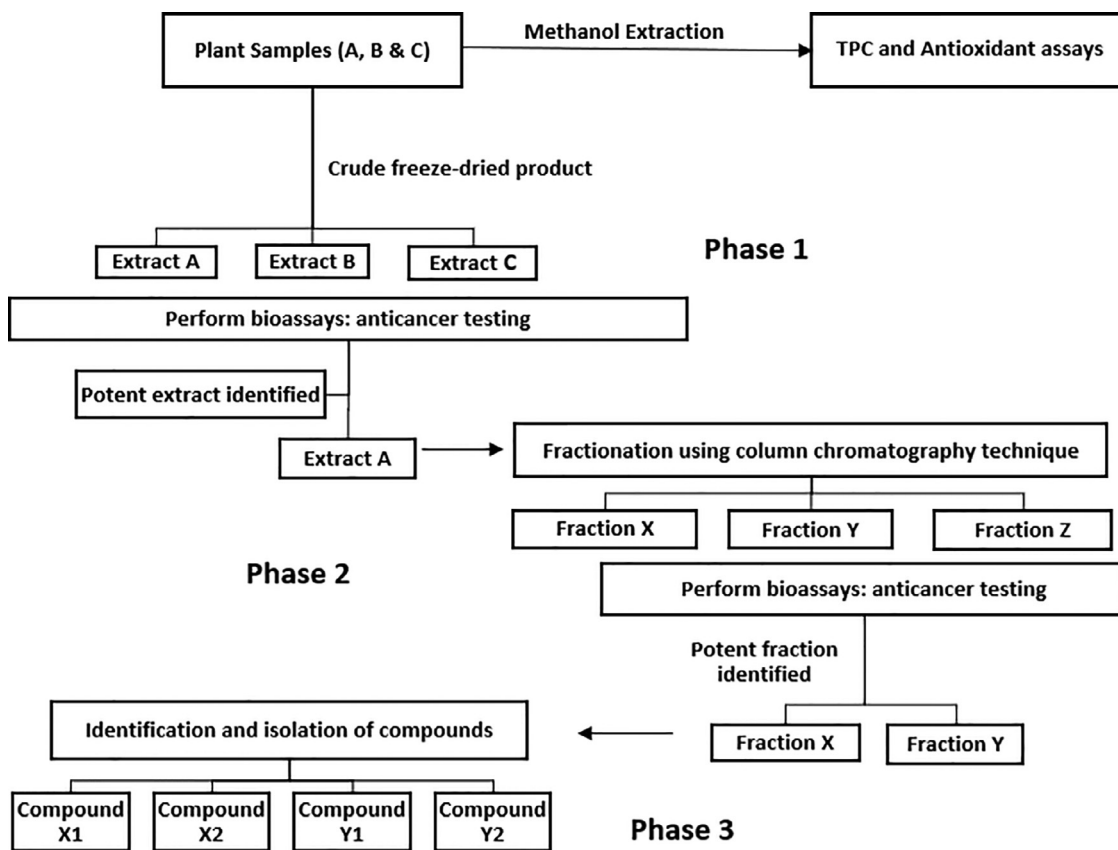 Plant Samples (A, B & C)
Methanol Extraction
TPC and Antioxidant assays
Crude freeze-dried product
Extract A
Extract B
Extract C
Phase 1
Perform bioassays: anticancer testing
Potent extract identified
Extract A
Fractionation using column chromatography technique
Fraction X
Fraction Y
Fraction Z
Phase 2
Perform bioassays: anticancer testing
Potent fraction
identified
Fraction X
Fraction Y
Identification and isolation of compounds
Compound
X1
Compound
X2
Compound
Y1
Compound
Y2
Phase 3